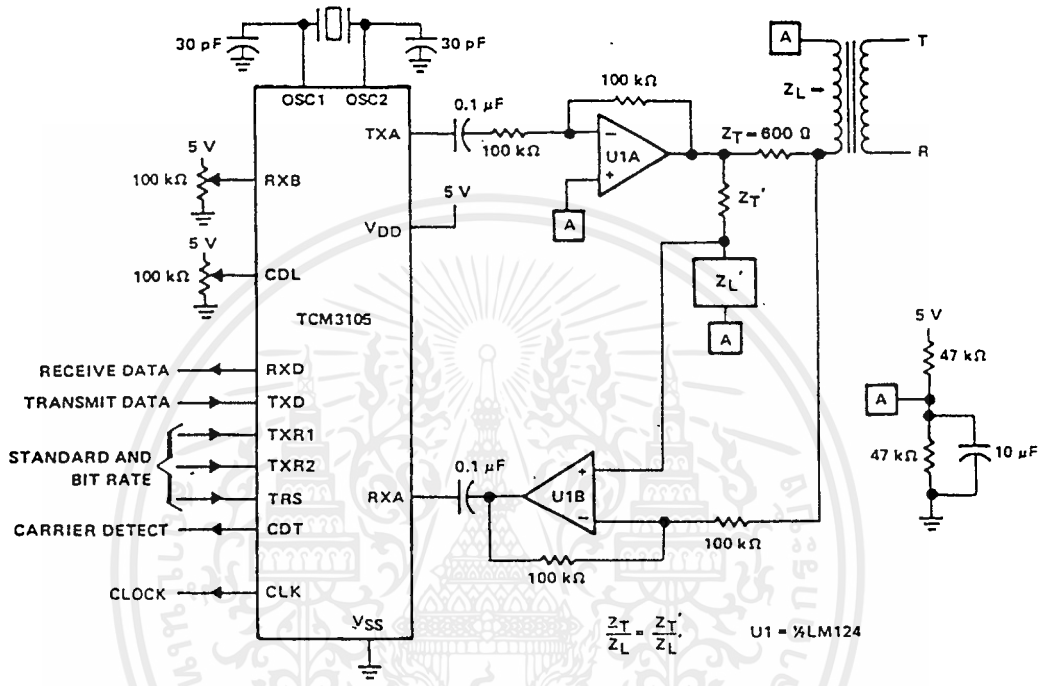 30 pF
30 pF
OSC1 OSC2
A
T
Z_L →
R
100 kΩ
0.1 μF
TXA
100 kΩ
−
U1A
+
A
Z_T = 600 Ω
Z_T'
Z_L'
A
5 V
100 kΩ
RXB
5 V
V_DD
5 V
100 kΩ
CDL
TCM3105
5 V
47 kΩ
A
47 kΩ
10 μF
RECEIVE DATA
RXD
TRANSMIT DATA
TXD
STANDARD AND
BIT RATE
TXR1
TXR2
TRS
CARRIER DETECT
CDT
CLOCK
CLK
V_SS
RXA
0.1 μF
+
U1B
−
100 kΩ
100 kΩ
Z_T/Z_L = Z_T'/Z_L'
U1 = ½LM124